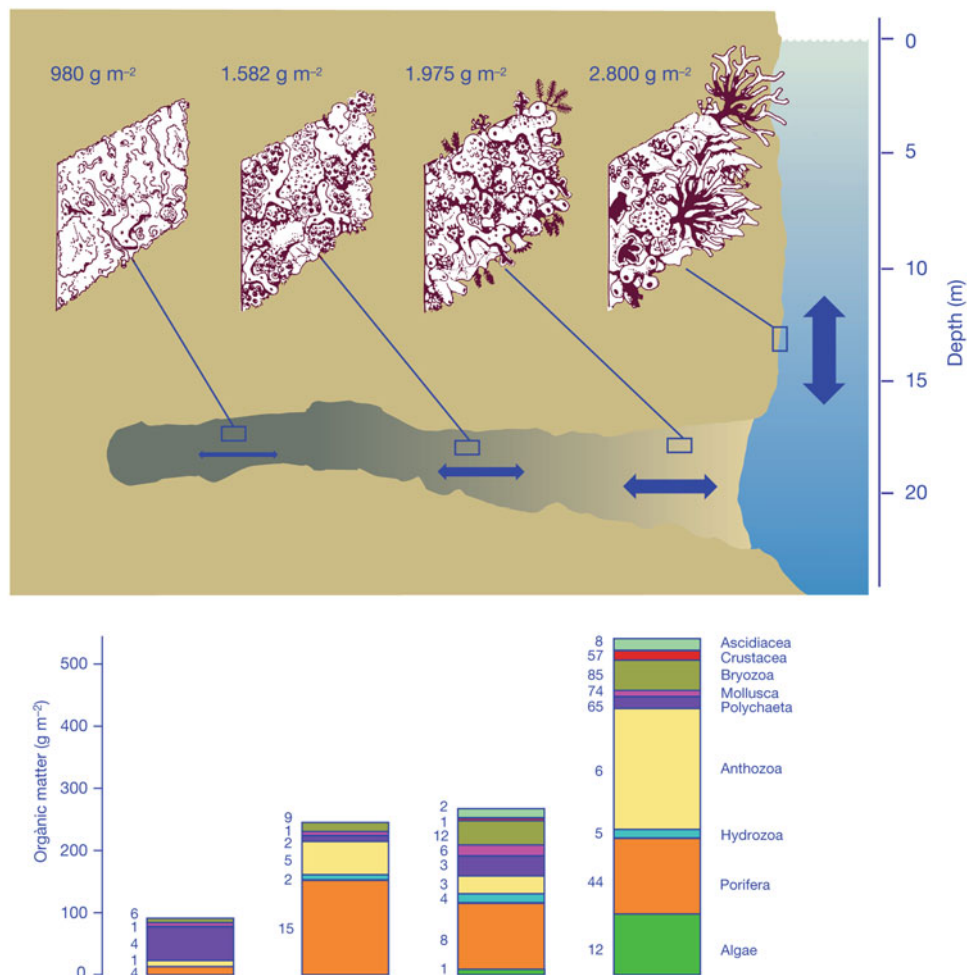 980 g m⁻²
1.582 g m⁻²
1.975 g m⁻²
2.800 g m⁻²
0
5
10
15
20
Depth (m)
Orgànic matter (g m⁻²)
500
400
300
200
100
0
6
1
4
1
4
9
1
2
5
2
15
2
1
12
6
3
3
4
8
1
8 Ascidiacea
57 Crustacea
85 Bryozoa
74 Mollusca
65 Polychaeta
6 Anthozoa
5 Hydrozoa
44 Porifera
12 Algae